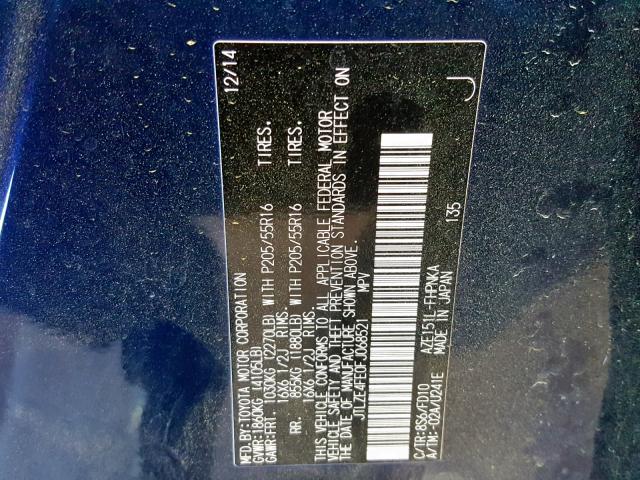 MFD.BY:TOYOTA MOTOR CORPORATION 12/14
GVWR:1860KG (4105LB)
GAWR:FRT. 1030KG (2270LB) WITH P205/55R16 TIRES.
16X6 1/2J RIMS.
RR. 855KG (1880LB) WITH P205/55R16 TIRES.
16X6 1/2J RIMS.
THIS VEHICLE CONFORMS TO ALL APPLICABLE FEDERAL MOTOR
VEHICLE SAFETY AND THEFT PREVENTION STANDARDS IN EFFECT ON
THE DATE OF MANUFACTURE SHOWN ABOVE.
JTLZE4FE0FJ068521 MPV
C/TR:8S6/FD10 AZE151L-FHPNKA 135
A/TM:-02A/U241E MADE IN JAPAN
J